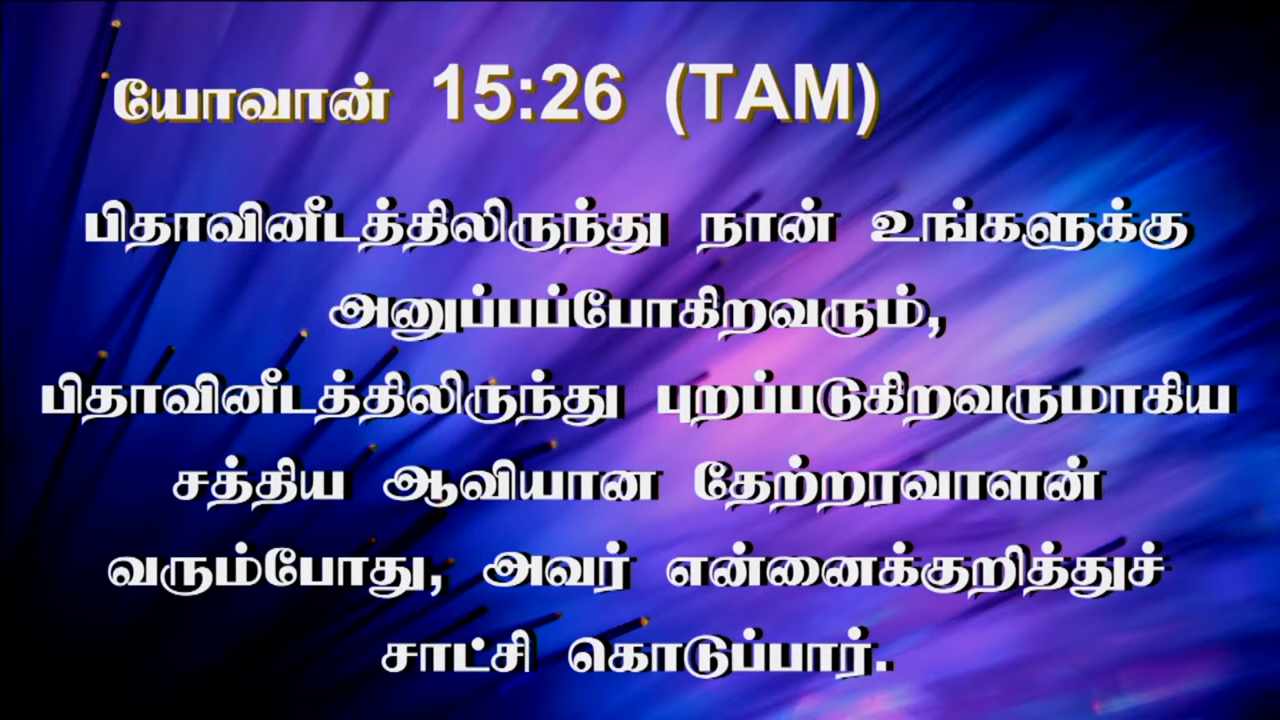 யோவான் 15:26 (TAM)
பிதாவினீடத்திலிருந்து நான் உங்களுக்கு
அனுப்பப்போகிறவரும்,
பிதாவினீடத்திலிருந்து புறப்படுகிறவருமாகிய
சத்திய ஆவியான தேற்றரவாளன்
வரும்போது, அவர் என்னைக்குறித்துச்
சாட்சி கொடுப்பார்.